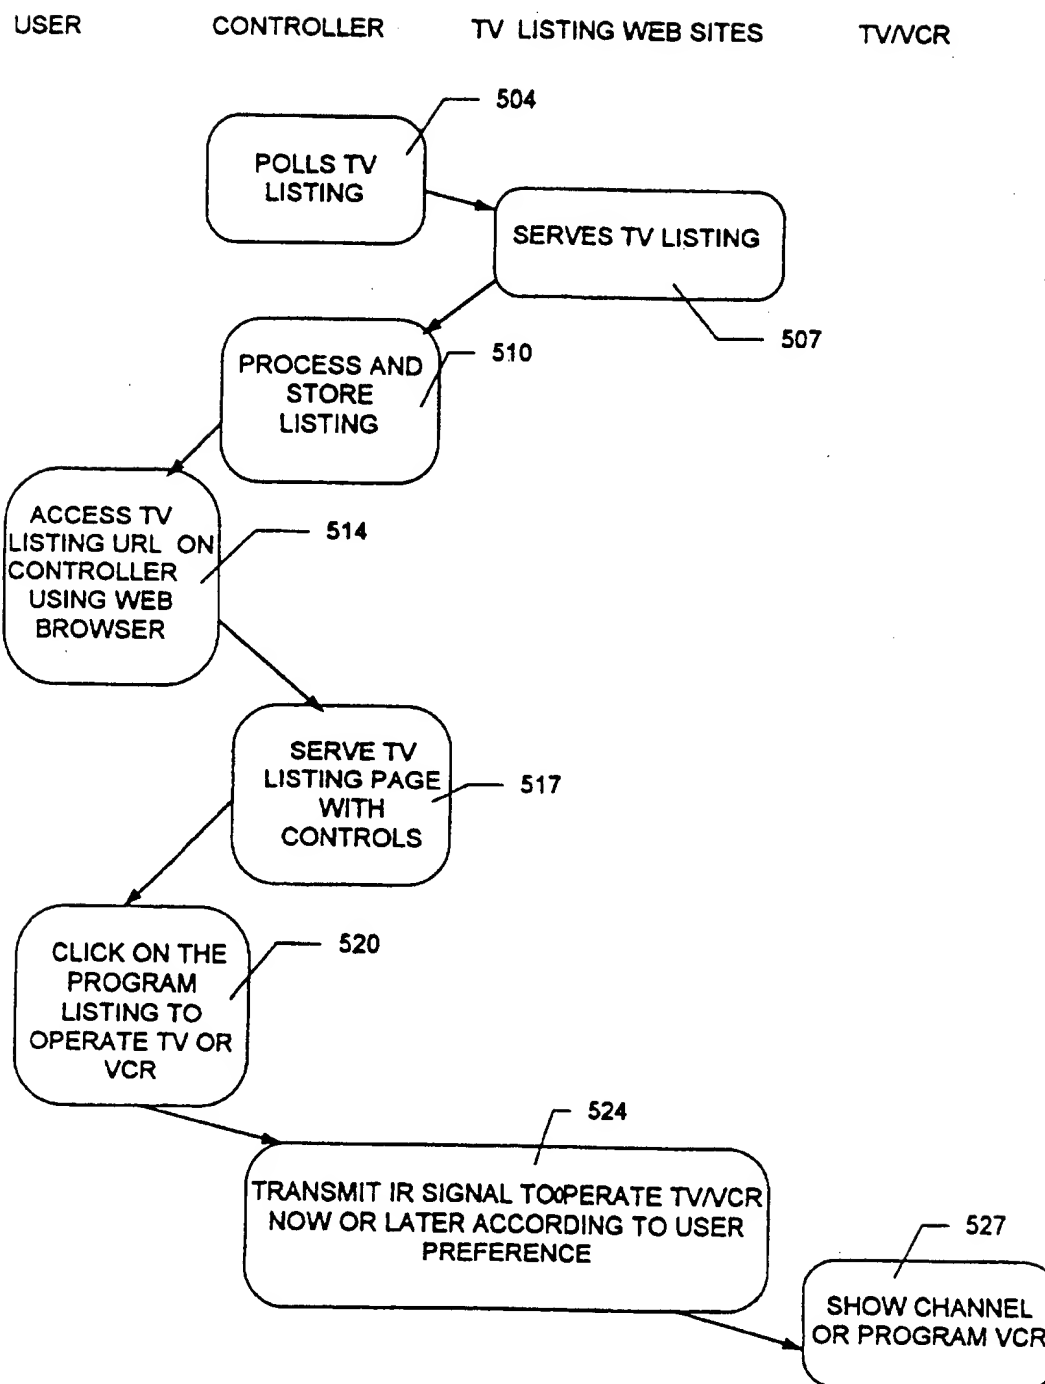 USER CONTROLLER TV LISTING WEB SITES TV/VCR
504
POLLS TV
LISTING
SERVES TV LISTING
507
PROCESS AND
STORE
LISTING
510
ACCESS TV
LISTING URL ON
CONTROLLER
USING WEB
BROWSER
514
SERVE TV
LISTING PAGE
WITH
CONTROLS
517
CLICK ON THE
PROGRAM
LISTING TO
OPERATE TV OR
VCR
520
524
TRANSMIT IR SIGNAL TO OPERATE TV/VCR
NOW OR LATER ACCORDING TO USER
PREFERENCE
527
SHOW CHANNEL
OR PROGRAM VCR